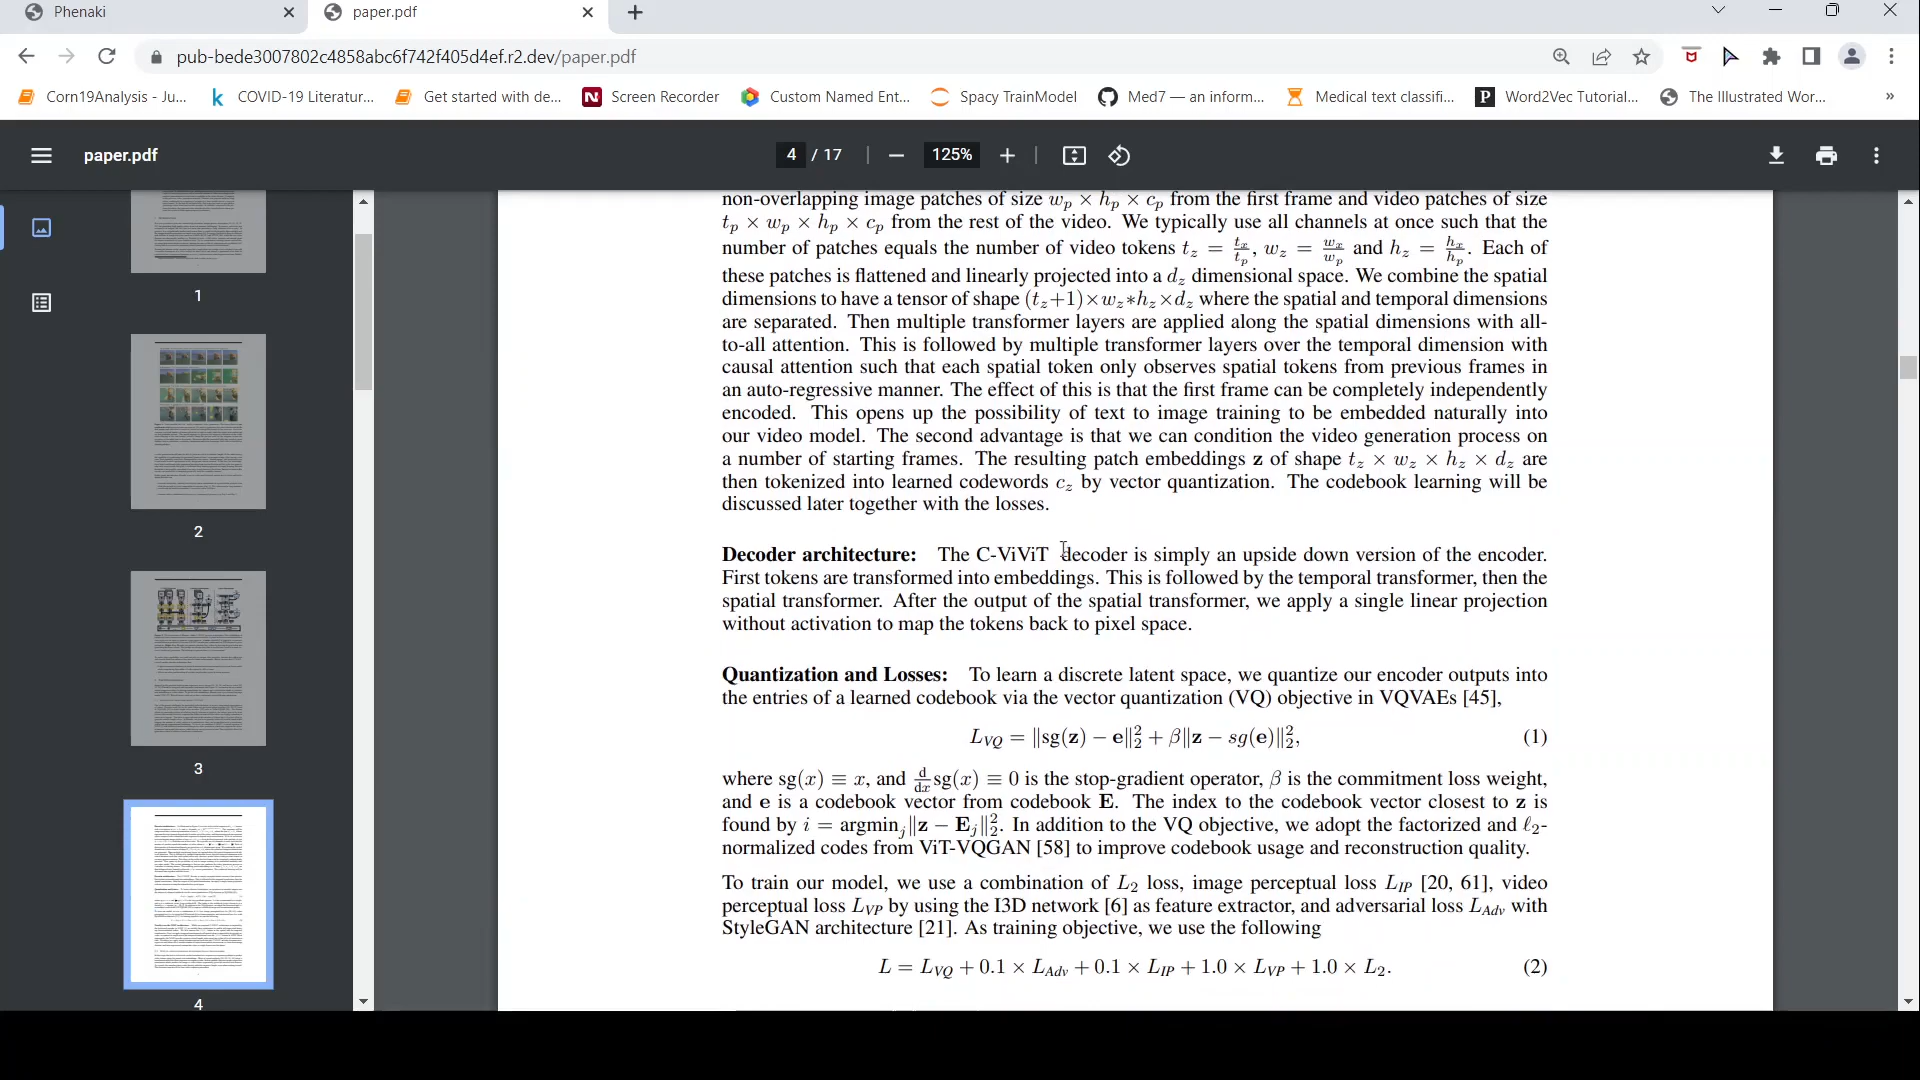 Phenaki
paper.pdf
pub-bede3007802c4858abc6f742f405d4ef.r2.dev/paper.pdf
Corn19Analysis - Ju...
COVID-19 Literatur...
Get started with de...
Screen Recorder
Custom Named Ent...
Spacy TrainModel
Med7 — an inform...
Medical text classifi...
Word2Vec Tutorial...
The Illustrated Wor...
»
paper.pdf
4 / 17
125%
1
2
3
4
non-overlapping image patches of size wₚ × hₚ × cₚ from the first frame and video patches of size
tₚ × wₚ × hₚ × cₚ from the rest of the video. We typically use all channels at once such that the
number of patches equals the number of video tokens t_z = t_x/t_p, w_z = w_x/w_p and h_z = h_x/h_p. Each of
these patches is flattened and linearly projected into a d_z dimensional space. We combine the spatial
dimensions to have a tensor of shape (t_z+1)×w_z*h_z×d_z where the spatial and temporal dimensions
are separated. Then multiple transformer layers are applied along the spatial dimensions with all-
to-all attention. This is followed by multiple transformer layers over the temporal dimension with
causal attention such that each spatial token only observes spatial tokens from previous frames in
an auto-regressive manner. The effect of this is that the first frame can be completely independently
encoded. This opens up the possibility of text to image training to be embedded naturally into
our video model. The second advantage is that we can condition the video generation process on
a number of starting frames. The resulting patch embeddings z of shape t_z × w_z × h_z × d_z are
then tokenized into learned codewords c_z by vector quantization. The codebook learning will be
discussed later together with the losses.
Decoder architecture: The C-ViViT decoder is simply an upside down version of the encoder.
First tokens are transformed into embeddings. This is followed by the temporal transformer, then the
spatial transformer. After the output of the spatial transformer, we apply a single linear projection
without activation to map the tokens back to pixel space.
Quantization and Losses: To learn a discrete latent space, we quantize our encoder outputs into
the entries of a learned codebook via the vector quantization (VQ) objective in VQVAEs [45],
L_VQ = ‖sg(z) − e‖₂² + β‖z − sg(e)‖₂², (1)
where sg(x) ≡ x, and d/dx sg(x) ≡ 0 is the stop-gradient operator, β is the commitment loss weight,
and e is a codebook vector from codebook E. The index to the codebook vector closest to z is
found by i = argmin_j‖z − E_j‖₂². In addition to the VQ objective, we adopt the factorized and ℓ₂-
normalized codes from ViT-VQGAN [58] to improve codebook usage and reconstruction quality.
To train our model, we use a combination of L₂ loss, image perceptual loss L_IP [20, 61], video
perceptual loss L_VP by using the I3D network [6] as feature extractor, and adversarial loss L_Adv with
StyleGAN architecture [21]. As training objective, we use the following
L = L_VQ + 0.1 × L_Adv + 0.1 × L_IP + 1.0 × L_VP + 1.0 × L₂. (2)